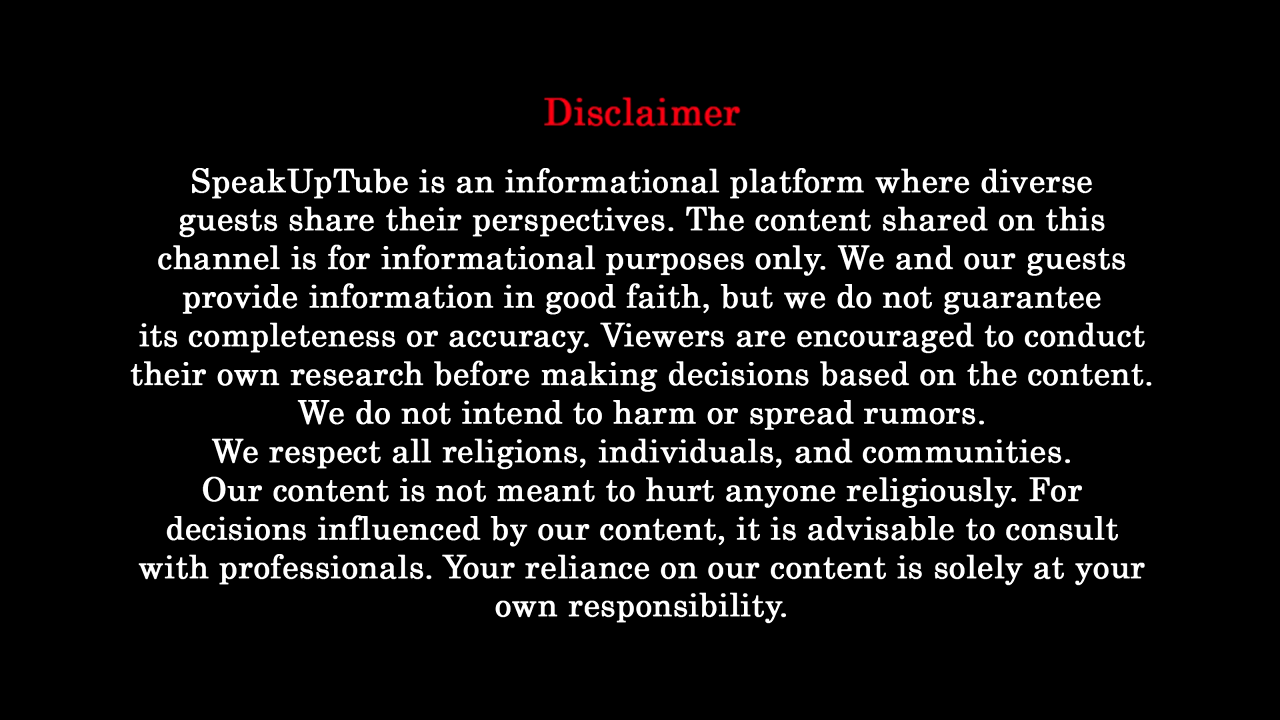 Disclaimer
SpeakUpTube is an informational platform where diverse
guests share their perspectives. The content shared on this
channel is for informational purposes only. We and our guests
provide information in good faith, but we do not guarantee
its completeness or accuracy. Viewers are encouraged to conduct
their own research before making decisions based on the content.
We do not intend to harm or spread rumors.
We respect all religions, individuals, and communities.
Our content is not meant to hurt anyone religiously. For
decisions influenced by our content, it is advisable to consult
with professionals. Your reliance on our content is solely at your
own responsibility.